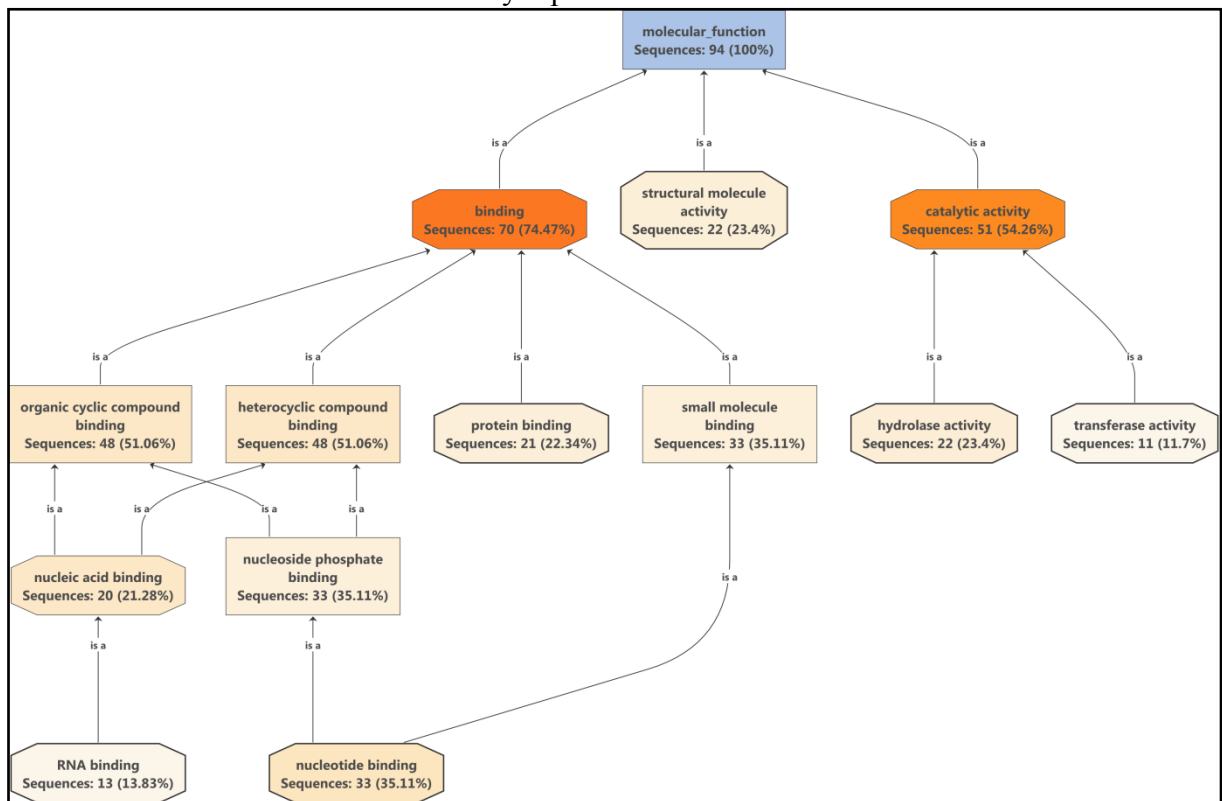 molecular_function
Sequences: 94 (100%)
is a
is a
is a
binding
Sequences: 70 (74.47%)
structural molecule
activity
Sequences: 22 (23.4%)
catalytic activity
Sequences: 51 (54.26%)
is a
is a
is a
is a
is a
is a
organic cyclic compound
binding
Sequences: 48 (51.06%)
heterocyclic compound
binding
Sequences: 48 (51.06%)
protein binding
Sequences: 21 (22.34%)
small molecule
binding
Sequences: 33 (35.11%)
hydrolase activity
Sequences: 22 (23.4%)
transferase activity
Sequences: 11 (11.7%)
is a
is a
is a
is a
nucleic acid binding
Sequences: 20 (21.28%)
nucleoside phosphate
binding
Sequences: 33 (35.11%)
is a
is a
is a
RNA binding
Sequences: 13 (13.83%)
nucleotide binding
Sequences: 33 (35.11%)